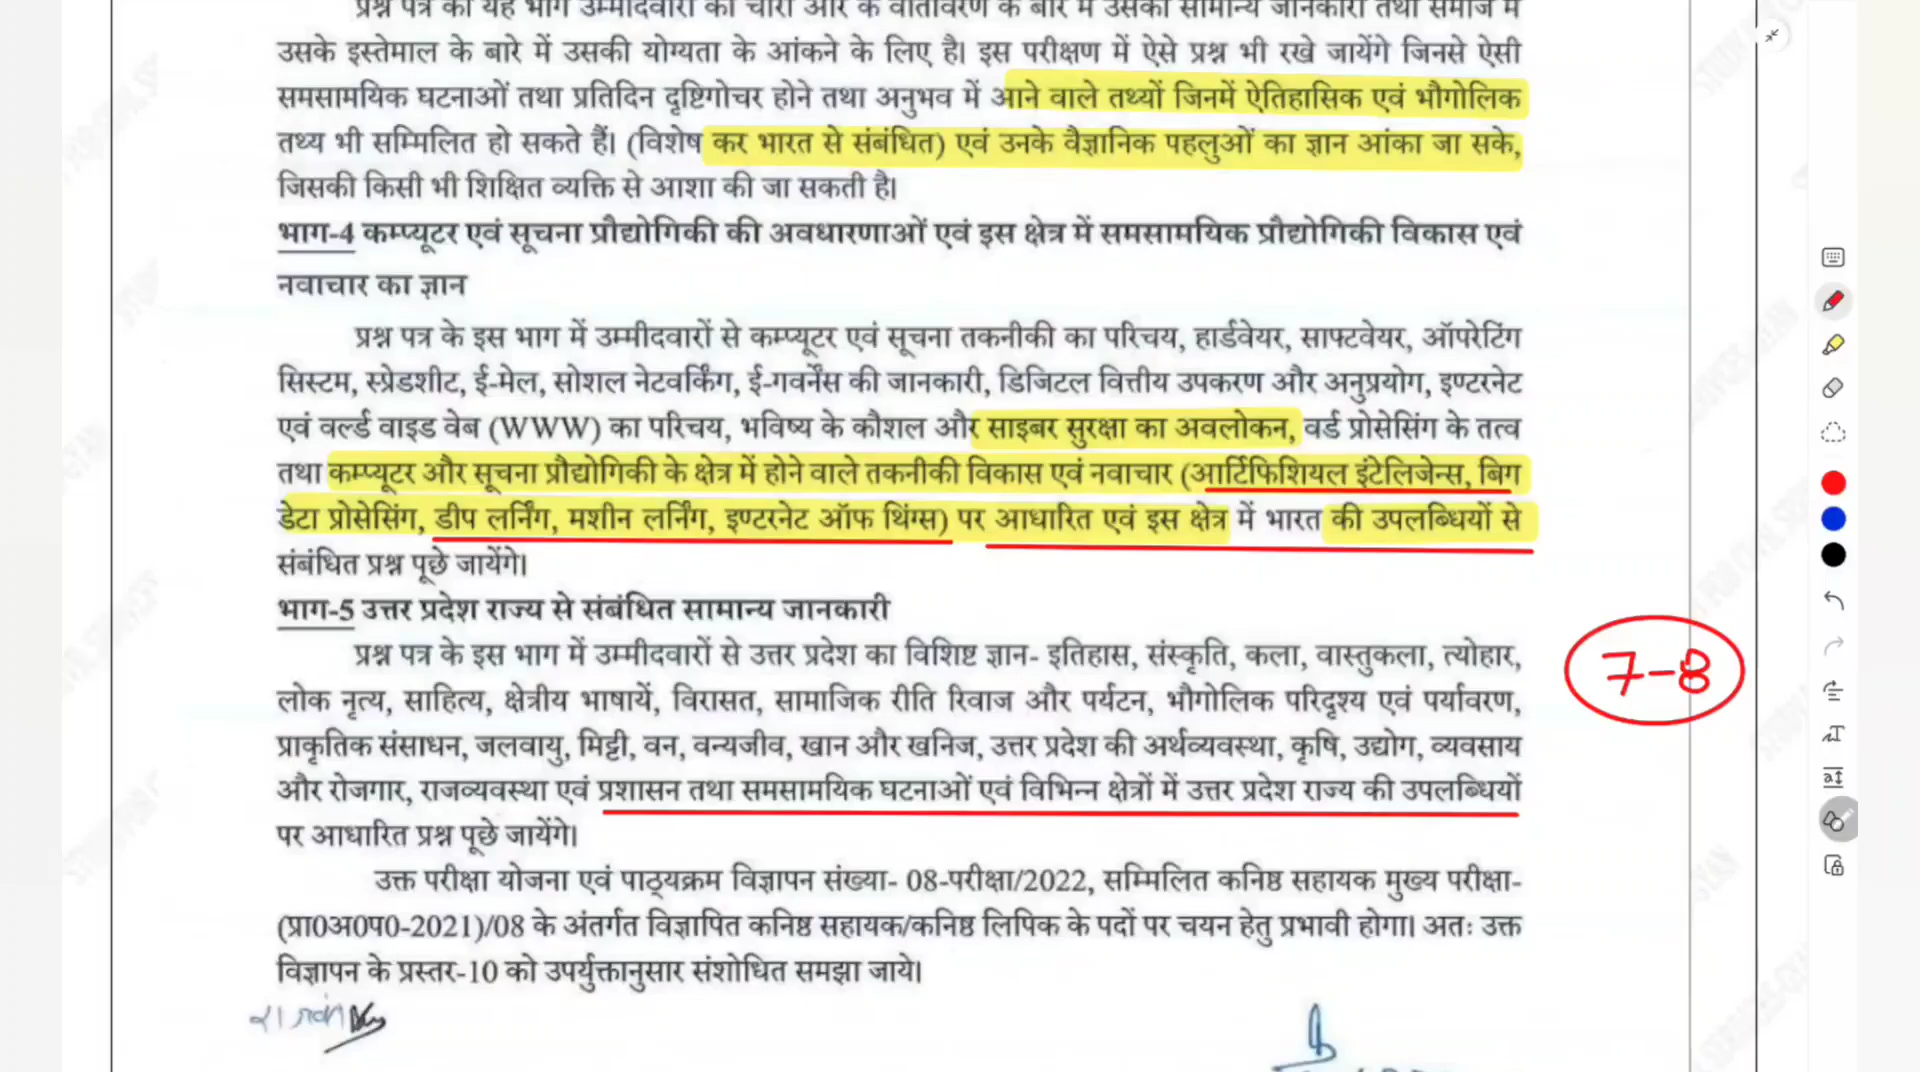 प्रश्न पत्र का यह भाग उम्मीदवारों की चारों ओर के वातावरण के बारे में उसकी सामान्य जानकारी तथा समाज में
उसके इस्तेमाल के बारे में उसकी योग्यता के आंकने के लिए है। इस परीक्षण में ऐसे प्रश्न भी रखे जायेंगे जिनसे ऐसी
समसामयिक घटनाओं तथा प्रतिदिन दृष्टिगोचर होने तथा अनुभव में आने वाले तथ्यों जिनमें ऐतिहासिक एवं भौगोलिक
तथ्य भी सम्मिलित हो सकते हैं। (विशेष कर भारत से संबंधित) एवं उनके वैज्ञानिक पहलुओं का ज्ञान आंका जा सके,
जिसकी किसी भी शिक्षित व्यक्ति से आशा की जा सकती है।
भाग-4 कम्प्यूटर एवं सूचना प्रौद्योगिकी की अवधारणाओं एवं इस क्षेत्र में समसामयिक प्रौद्योगिकी विकास एवं
नवाचार का ज्ञान
प्रश्न पत्र के इस भाग में उम्मीदवारों से कम्प्यूटर एवं सूचना तकनीकी का परिचय, हार्डवेयर, साफ्टवेयर, ऑपरेटिंग
सिस्टम, स्प्रेडशीट, ई-मेल, सोशल नेटवर्किंग, ई-गवर्नेंस की जानकारी, डिजिटल वित्तीय उपकरण और अनुप्रयोग, इण्टरनेट
एवं वर्ल्ड वाइड वेब (WWW) का परिचय, भविष्य के कौशल और साइबर सुरक्षा का अवलोकन, वर्ड प्रोसेसिंग के तत्व
तथा कम्प्यूटर और सूचना प्रौद्योगिकी के क्षेत्र में होने वाले तकनीकी विकास एवं नवाचार (आर्टिफिशियल इंटेलिजेन्स, बिग
डेटा प्रोसेसिंग, डीप लर्निंग, मशीन लर्निंग, इण्टरनेट ऑफ थिंग्स) पर आधारित एवं इस क्षेत्र में भारत की उपलब्धियों से
संबंधित प्रश्न पूछे जायेंगे।
भाग-5 उत्तर प्रदेश राज्य से संबंधित सामान्य जानकारी
प्रश्न पत्र के इस भाग में उम्मीदवारों से उत्तर प्रदेश का विशिष्ट ज्ञान- इतिहास, संस्कृति, कला, वास्तुकला, त्योहार,
7-8
लोक नृत्य, साहित्य, क्षेत्रीय भाषायें, विरासत, सामाजिक रीति रिवाज और पर्यटन, भौगोलिक परिदृश्य एवं पर्यावरण,
प्राकृतिक संसाधन, जलवायु, मिट्टी, वन, वन्यजीव, खान और खनिज, उत्तर प्रदेश की अर्थव्यवस्था, कृषि, उद्योग, व्यवसाय
और रोजगार, राजव्यवस्था एवं प्रशासन तथा समसामयिक घटनाओं एवं विभिन्न क्षेत्रों में उत्तर प्रदेश राज्य की उपलब्धियों
पर आधारित प्रश्न पूछे जायेंगे।
उक्त परीक्षा योजना एवं पाठ्यक्रम विज्ञापन संख्या- 08-परीक्षा/2022, सम्मिलित कनिष्ठ सहायक मुख्य परीक्षा-
(प्रा0अ0प0-2021)/08 के अंतर्गत विज्ञापित कनिष्ठ सहायक/कनिष्ठ लिपिक के पदों पर चयन हेतु प्रभावी होगा। अतः उक्त
विज्ञापन के प्रस्तर-10 को उपर्युक्तानुसार संशोधित समझा जाये।